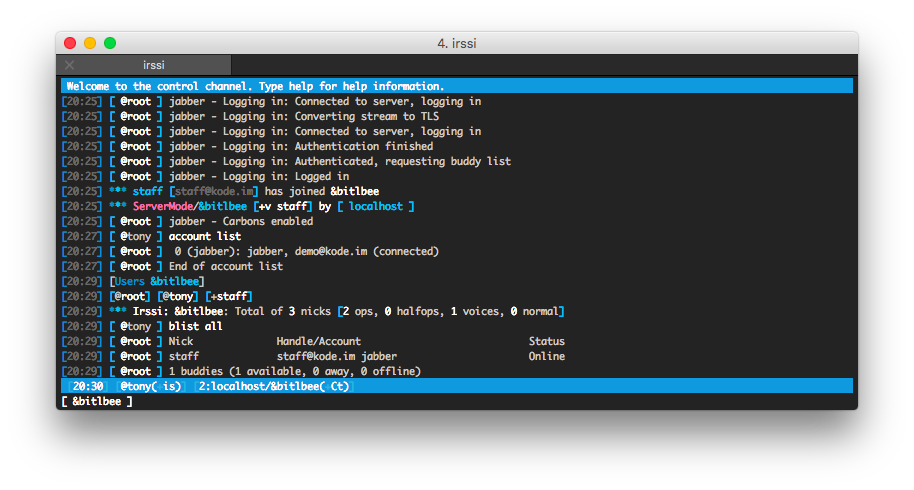 4. irssi
irssi
Welcome to the control channel. Type help for help information.
[20:25] [ @root ] jabber - Logging in: Connected to server, logging in
[20:25] [ @root ] jabber - Logging in: Converting stream to TLS
[20:25] [ @root ] jabber - Logging in: Connected to server, logging in
[20:25] [ @root ] jabber - Logging in: Authentication finished
[20:25] [ @root ] jabber - Logging in: Authenticated, requesting buddy list
[20:25] [ @root ] jabber - Logging in: Logged in
[20:25] *** staff [staff@kode.im] has joined &bitlbee
[20:25] *** ServerMode/&bitlbee [+v staff] by [ localhost ]
[20:25] [ @root ] jabber - Carbons enabled
[20:27] [ @tony ] account list
[20:27] [ @root ]  0 (jabber): jabber, demo@kode.im (connected)
[20:27] [ @root ] End of account list
[20:29] [Users &bitlbee]
[20:29] [@root] [@tony] [+staff]
[20:29] *** Irssi: &bitlbee: Total of 3 nicks [2 ops, 0 halfops, 1 voices, 0 normal]
[20:29] [ @tony ] blist all
[20:29] [ @root ] Nick Handle/Account Status
[20:29] [ @root ] staff staff@kode.im jabber Online
[20:29] [ @root ] 1 buddies (1 available, 0 away, 0 offline)
[20:30] [@tony(+is)] [2:localhost/&bitlbee(+Ct)]
[ &bitlbee ]